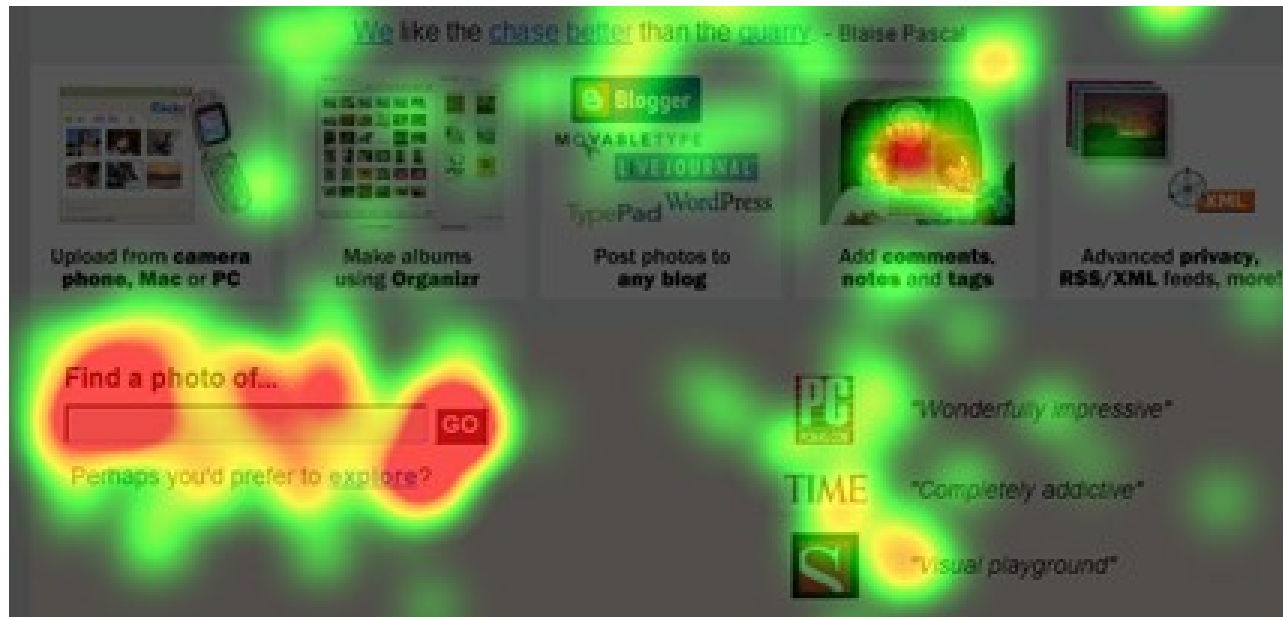 We like the chase better than the quarry. - Blaise Pascal
flickr
Blogger
MOVABLETYPE
LIVEJOURNAL
TypePad WordPress
XML
Upload from camera phone, Mac or PC
Make albums using Organizr
Post photos to any blog
Add comments, notes and tags
Advanced privacy, RSS/XML feeds, more!
Find a photo of...
GO
Perhaps you'd prefer to explore?
PC
"Wonderfully impressive"
TIME
"Completely addictive"
S
"Visual playground"